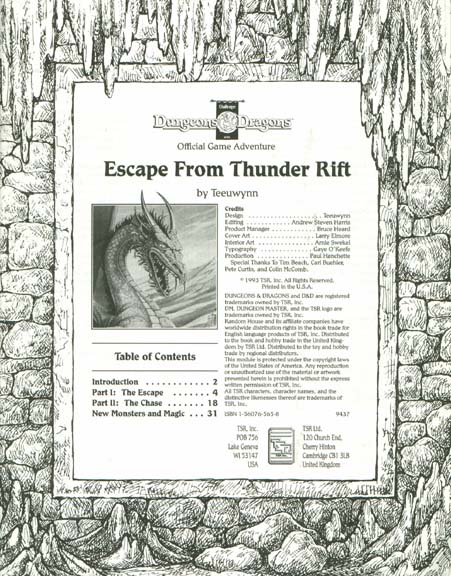 Challenge
Dungeons & Dragons
Official Game Adventure
Escape From Thunder Rift
by Teeuwynn
Credits
Design . . . . . . . . . . . . . . . . . . Teeuwynn
Editing . . . . . . . . . Andrew Steven Harris
Product Manager . . . . . . . . . Bruce Heard
Cover Art . . . . . . . . . . . . . . Larry Elmore
Interior Art . . . . . . . . . . . . Arnie Swekel
Typography . . . . . . . . . . . Gaye O'Keefe
Production . . . . . . . . . . . Paul Hanchette
Special Thanks To Tim Beach, Carl Buehler,
Pete Curtin, and Colin McComb.
© 1993 TSR, Inc. All Rights Reserved.
Printed in the U.S.A.
DUNGEONS & DRAGONS and D&D are registered
trademarks owned by TSR, Inc.
DM, DUNGEON MASTER, and the TSR logo are
trademarks owned by TSR, Inc.
Random House and its affiliate companies have
worldwide distribution rights in the book trade for
English language products of TSR, Inc. Distributed
to the book and hobby trade in the United King-
dom by TSR Ltd. Distributed to the toy and hobby
trade by regional distributors.
This module is protected under the copyright laws
of the United States of America. Any reproduction
or unauthorized use of the material or artwork
presented herein is prohibited without the express
written permission of TSR, Inc.
All TSR characters, character names, and the
distinctive likenesses thereof are trademarks of
TSR, Inc.
ISBN 1-56076-565-8 9437
Table of Contents
Introduction . . . . . . . . . . . . 2
Part I: The Escape . . . . . . . 4
Part II: The Chase . . . . . . . 18
New Monsters and Magic . . . 31
TSR, Inc.
POB 756
Lake Geneva
WI 53147
USA
TSR Ltd.
120 Church End,
Cherry Hinton
Cambridge CB1 3LB
United Kingdom